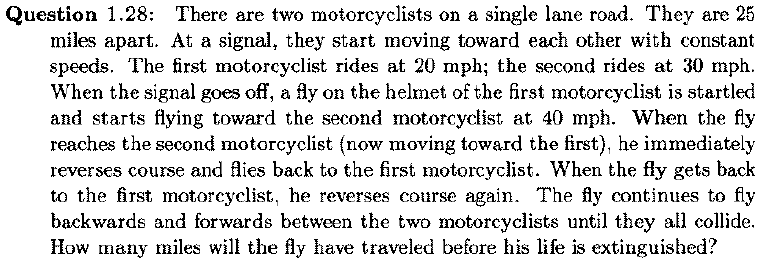 Question 1.28: There are two motorcyclists on a single lane road. They are 25
miles apart. At a signal, they start moving toward each other with constant
speeds. The first motorcyclist rides at 20 mph; the second rides at 30 mph.
When the signal goes off, a fly on the helmet of the first motorcyclist is startled
and starts flying toward the second motorcyclist at 40 mph. When the fly
reaches the second motorcyclist (now moving toward the first), he immediately
reverses course and flies back to the first motorcyclist. When the fly gets back
to the first motorcyclist, he reverses course again. The fly continues to fly
backwards and forwards between the two motorcyclists until they all collide.
How many miles will the fly have traveled before his life is extinguished?